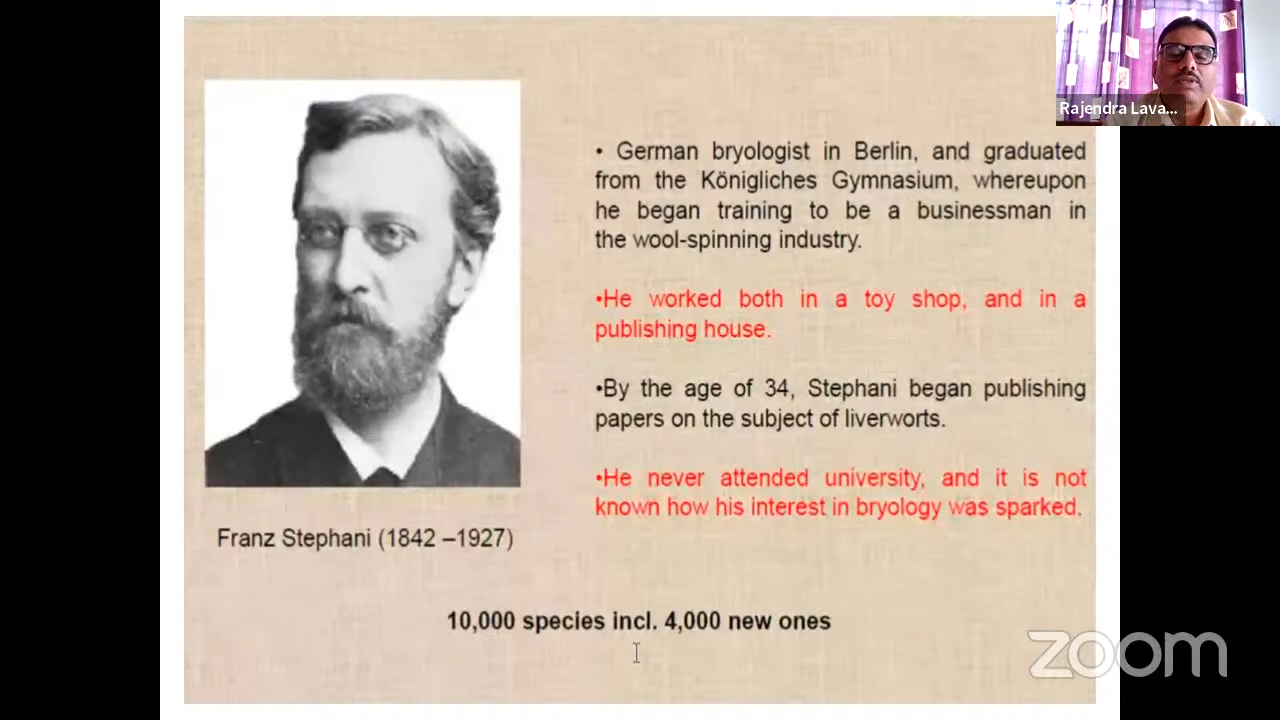 Rajendra Lava...
• German bryologist in Berlin, and graduated
from the Königliches Gymnasium, whereupon
he began training to be a businessman in
the wool-spinning industry.
•He worked both in a toy shop, and in a
publishing house.
•By the age of 34, Stephani began publishing
papers on the subject of liverworts.
•He never attended university, and it is not
known how his interest in bryology was sparked.
Franz Stephani (1842 –1927)
10,000 species incl. 4,000 new ones
zoom